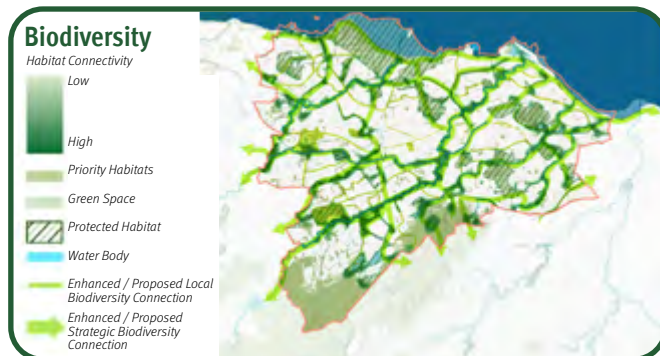 Biodiversity
Habitat Connectivity
Low
High
Priority Habitats
Green Space
Protected Habitat
Water Body
Enhanced / Proposed Local
Biodiversity Connection
Enhanced / Proposed
Strategic Biodiversity
Connection